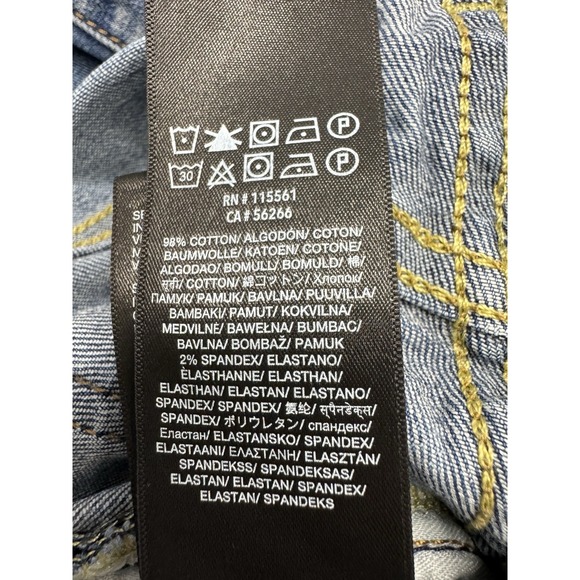 P
30 P
RN # 115561
CA # 56266
98% COTTON/ ALGODÓN/ COTON/
BAUMWOLLE/ KATOEN/ COTONE/
ALGODAO/ BOMULL/ BOMULD/ 棉/
सूती/ COTTON/ 綿 コットン/ Хлопок/
ПАМУК/ PAMUK/ BAVLNA/ PUUVILLA/
BAMBAKI/ PAMUT/ KOKVILNA/
MEDVILNĖ/ BAWEŁNA/ BUMBAC/
BAVLNA/ BOMBAŽ/ PAMUK
2% SPANDEX/ ELASTANO/
ÉLASTHANNE/ ELASTHAN/
ELASTHAN/ ELASTAN/ ELASTANO/
SPANDEX/ SPANDEX/ 氨纶/ स्पैनडेक्स/
SPANDEX/ ポリウレタン/ спандекс/
Еластан/ ELASTANSKO/ SPANDEX/
ELASTAANI/ ΕΛΑΣΤΑΝΗ/ ELASZTÁN/
SPANDEKSS/ SPANDEKSAS/
ELASTAN/ ELASTAN/ SPANDEX/
ELASTAN/ SPANDEKS